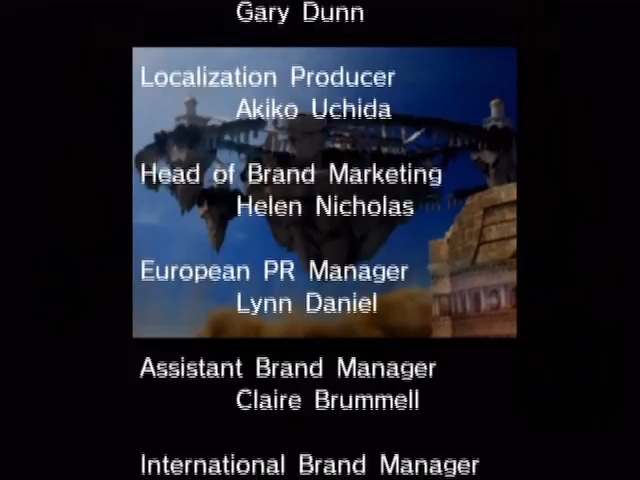 Gary Dunn
Localization Producer
Akiko Uchida
Head of Brand Marketing
Helen Nicholas
European PR Manager
Lynn Daniel
Assistant Brand Manager
Claire Brummell
International Brand Manager